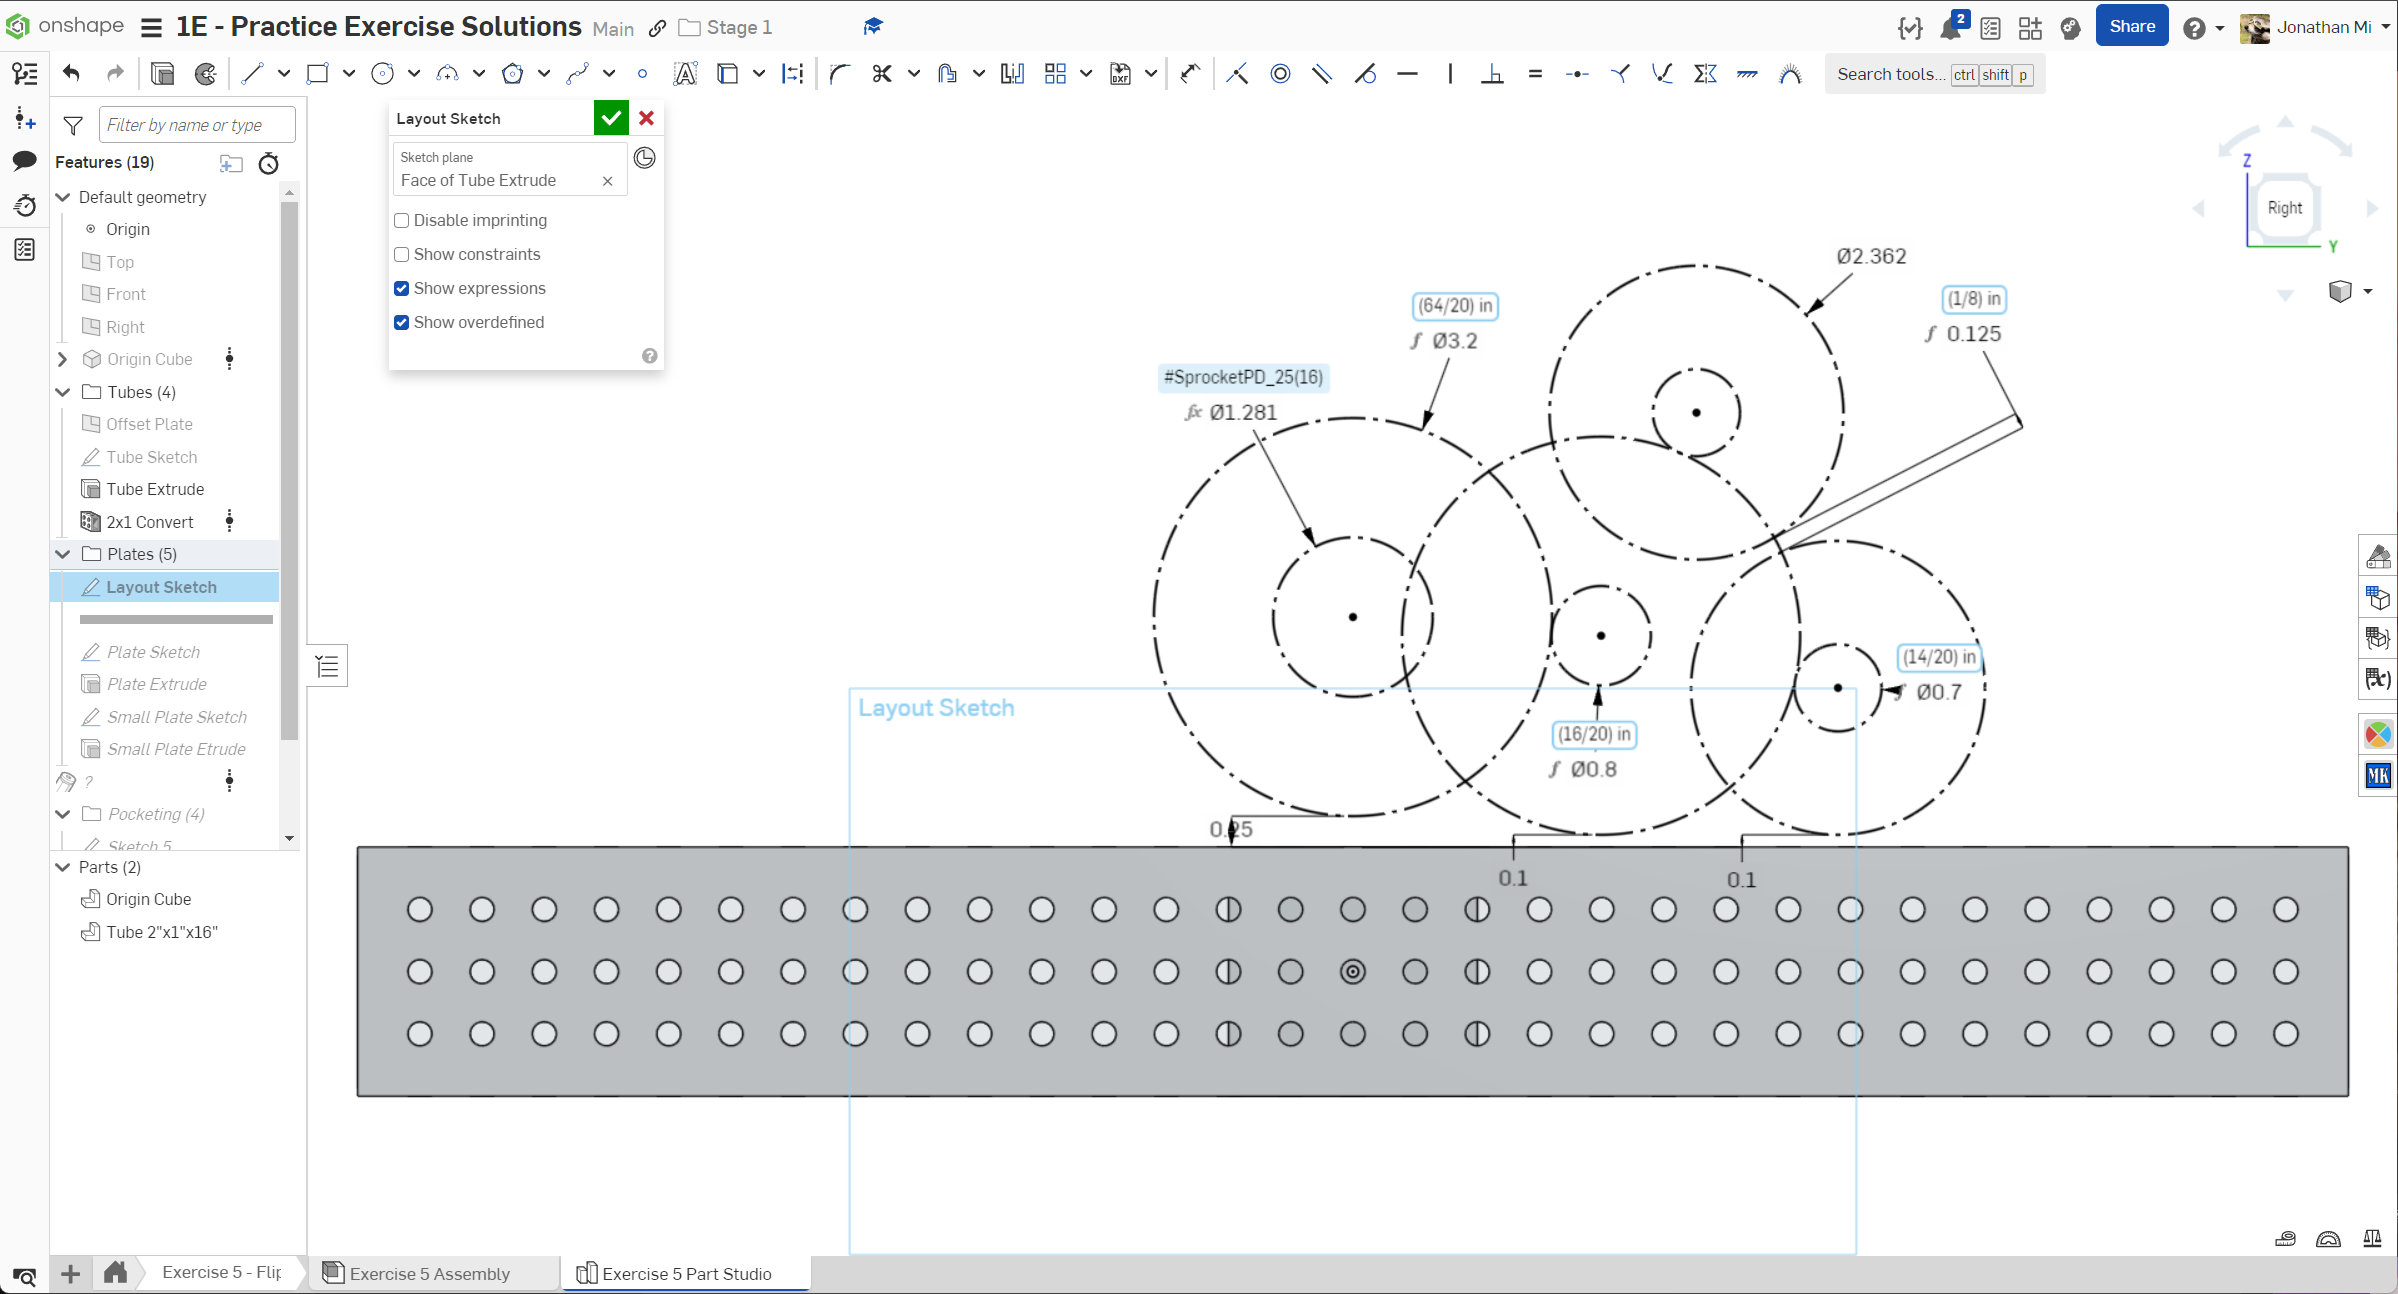 onshape 1E - Practice Exercise Solutions Main Stage 1 2 Share Jonathan Mi
Search tools... ctrl shift p
Filter by name or type
Features (19)
Default geometry
Origin
Top
Front
Right
Origin Cube
Tubes (4)
Offset Plate
Tube Sketch
Tube Extrude
2x1 Convert
Plates (5)
Layout Sketch
Plate Sketch
Plate Extrude
Small Plate Sketch
Small Plate Etrude
?
Pocketing (4)
Sketch 5
Parts (2)
Origin Cube
Tube 2"x1"x16"
Layout Sketch
Sketch plane
Face of Tube Extrude
Disable imprinting
Show constraints
Show expressions
Show overdefined
Z
Right
Y
Ø2.362
(64/20) in
ƒ Ø3.2
(1/8) in
ƒ 0.125
#SprocketPD_25(16)
fx Ø1.281
(14/20) in
ƒ Ø0.7
Layout Sketch
(16/20) in
ƒ Ø0.8
0.25
0.1
0.1
(x)
MK
Exercise 5 - Flip
Exercise 5 Assembly
Exercise 5 Part Studio